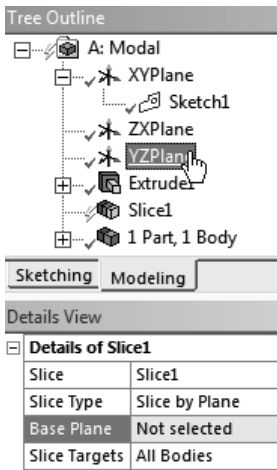 Tree Outline
A: Modal
XYPlane
Sketch1
ZXPlane
YZPlane
Extrude1
Slice1
1 Part, 1 Body
Sketching Modeling
Details View
Details of Slice1
Slice Slice1
Slice Type Slice by Plane
Base Plane Not selected
Slice Targets All Bodies